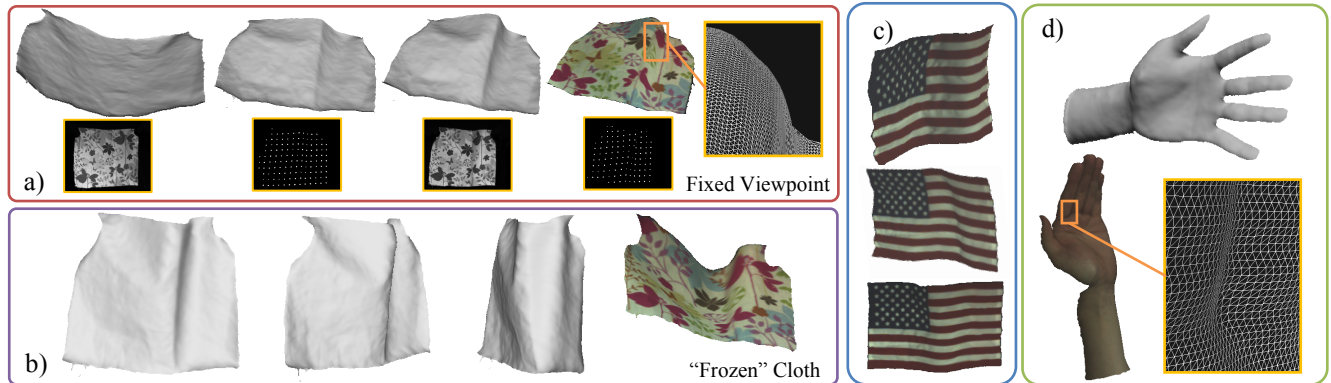 a)
Fixed Viewpoint
b)
“Frozen” Cloth
c)
d)